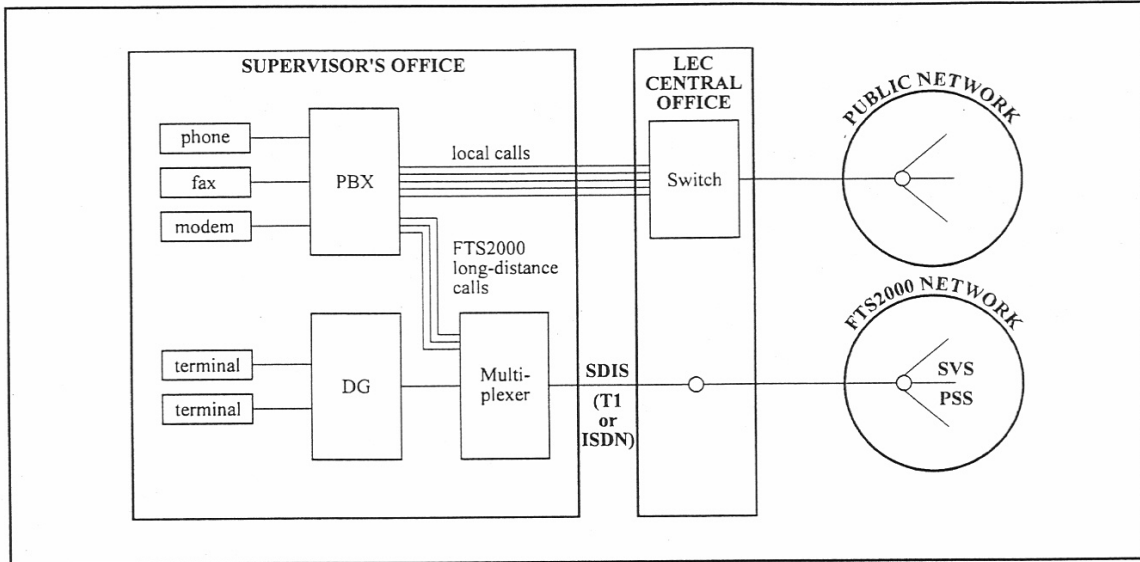 SUPERVISOR'S OFFICE
phone
fax
modem
PBX
local calls
FTS2000
long-distance
calls
terminal
terminal
DG
Multi-
plexer
SDIS
(T1
or
ISDN)
LEC
CENTRAL
OFFICE
Switch
PUBLIC NETWORK
FTS2000 NETWORK
SVS
PSS